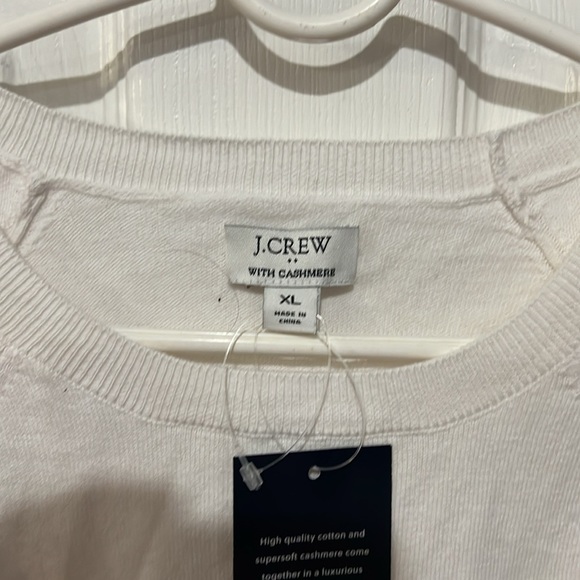 J.CREW
WITH CASHMERE
XL
MADE IN
CHINA
High quality cotton and
supersoft cashmere come
together in a luxurious